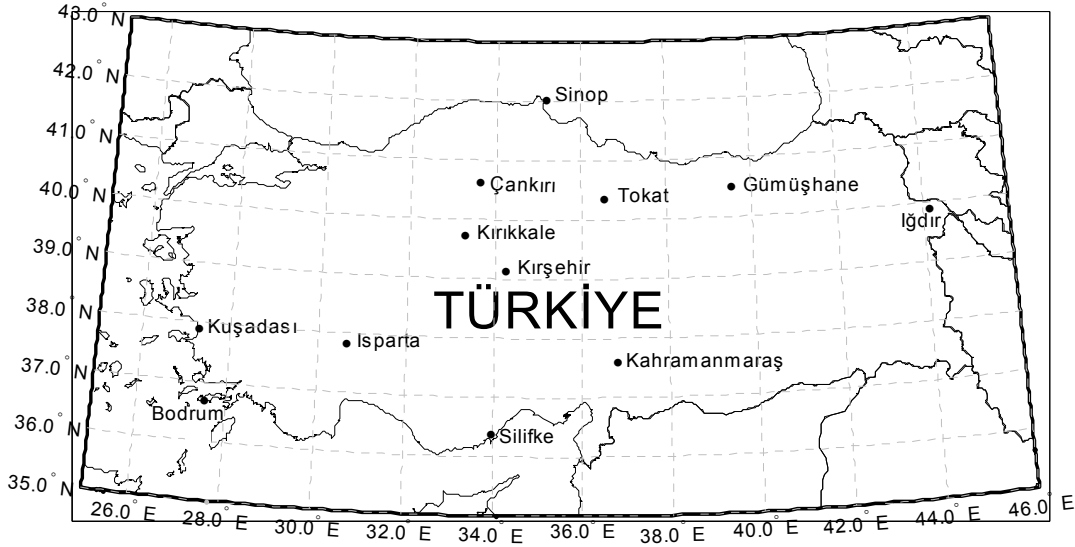 43.0° N
42.0° N
Sinop
41.0° N
Çankırı
Tokat
Gümüşhane
40.0° N
Iğdır
Kırıkkale
39.0° N
Kırşehir
TÜRKİYE
38.0° N
Kuşadası
Isparta
Kahramanmaraş
37.0° N
Bodrum
36.0° N
Silifke
35.0° N
26.0° E
28.0° E
30.0° E
32.0° E
34.0° E
36.0° E
38.0° E
40.0° E
42.0° E
44.0° E
46.0° E